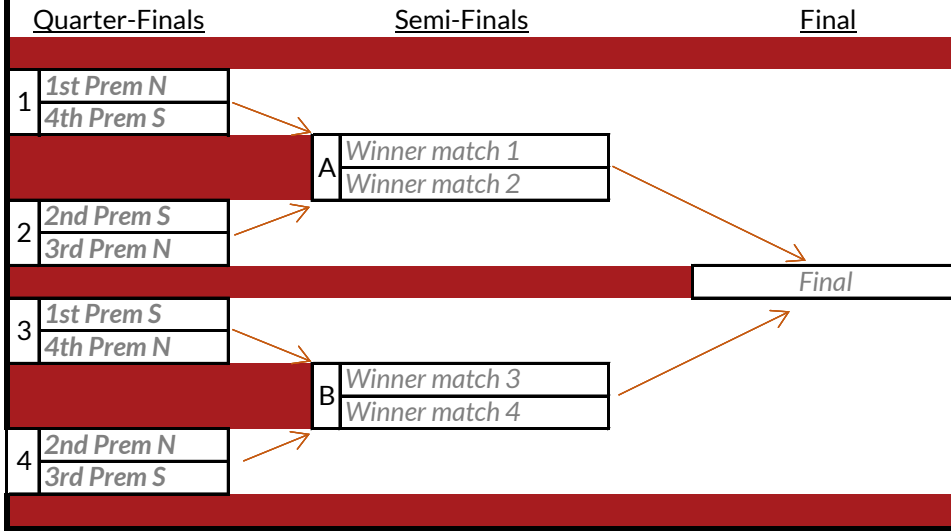 Quarter-Finals Semi-Finals Final
1 1st Prem N
4th Prem S
A Winner match 1
Winner match 2
2 2nd Prem S
3rd Prem N
Final
3 1st Prem S
4th Prem N
B Winner match 3
Winner match 4
4 2nd Prem N
3rd Prem S